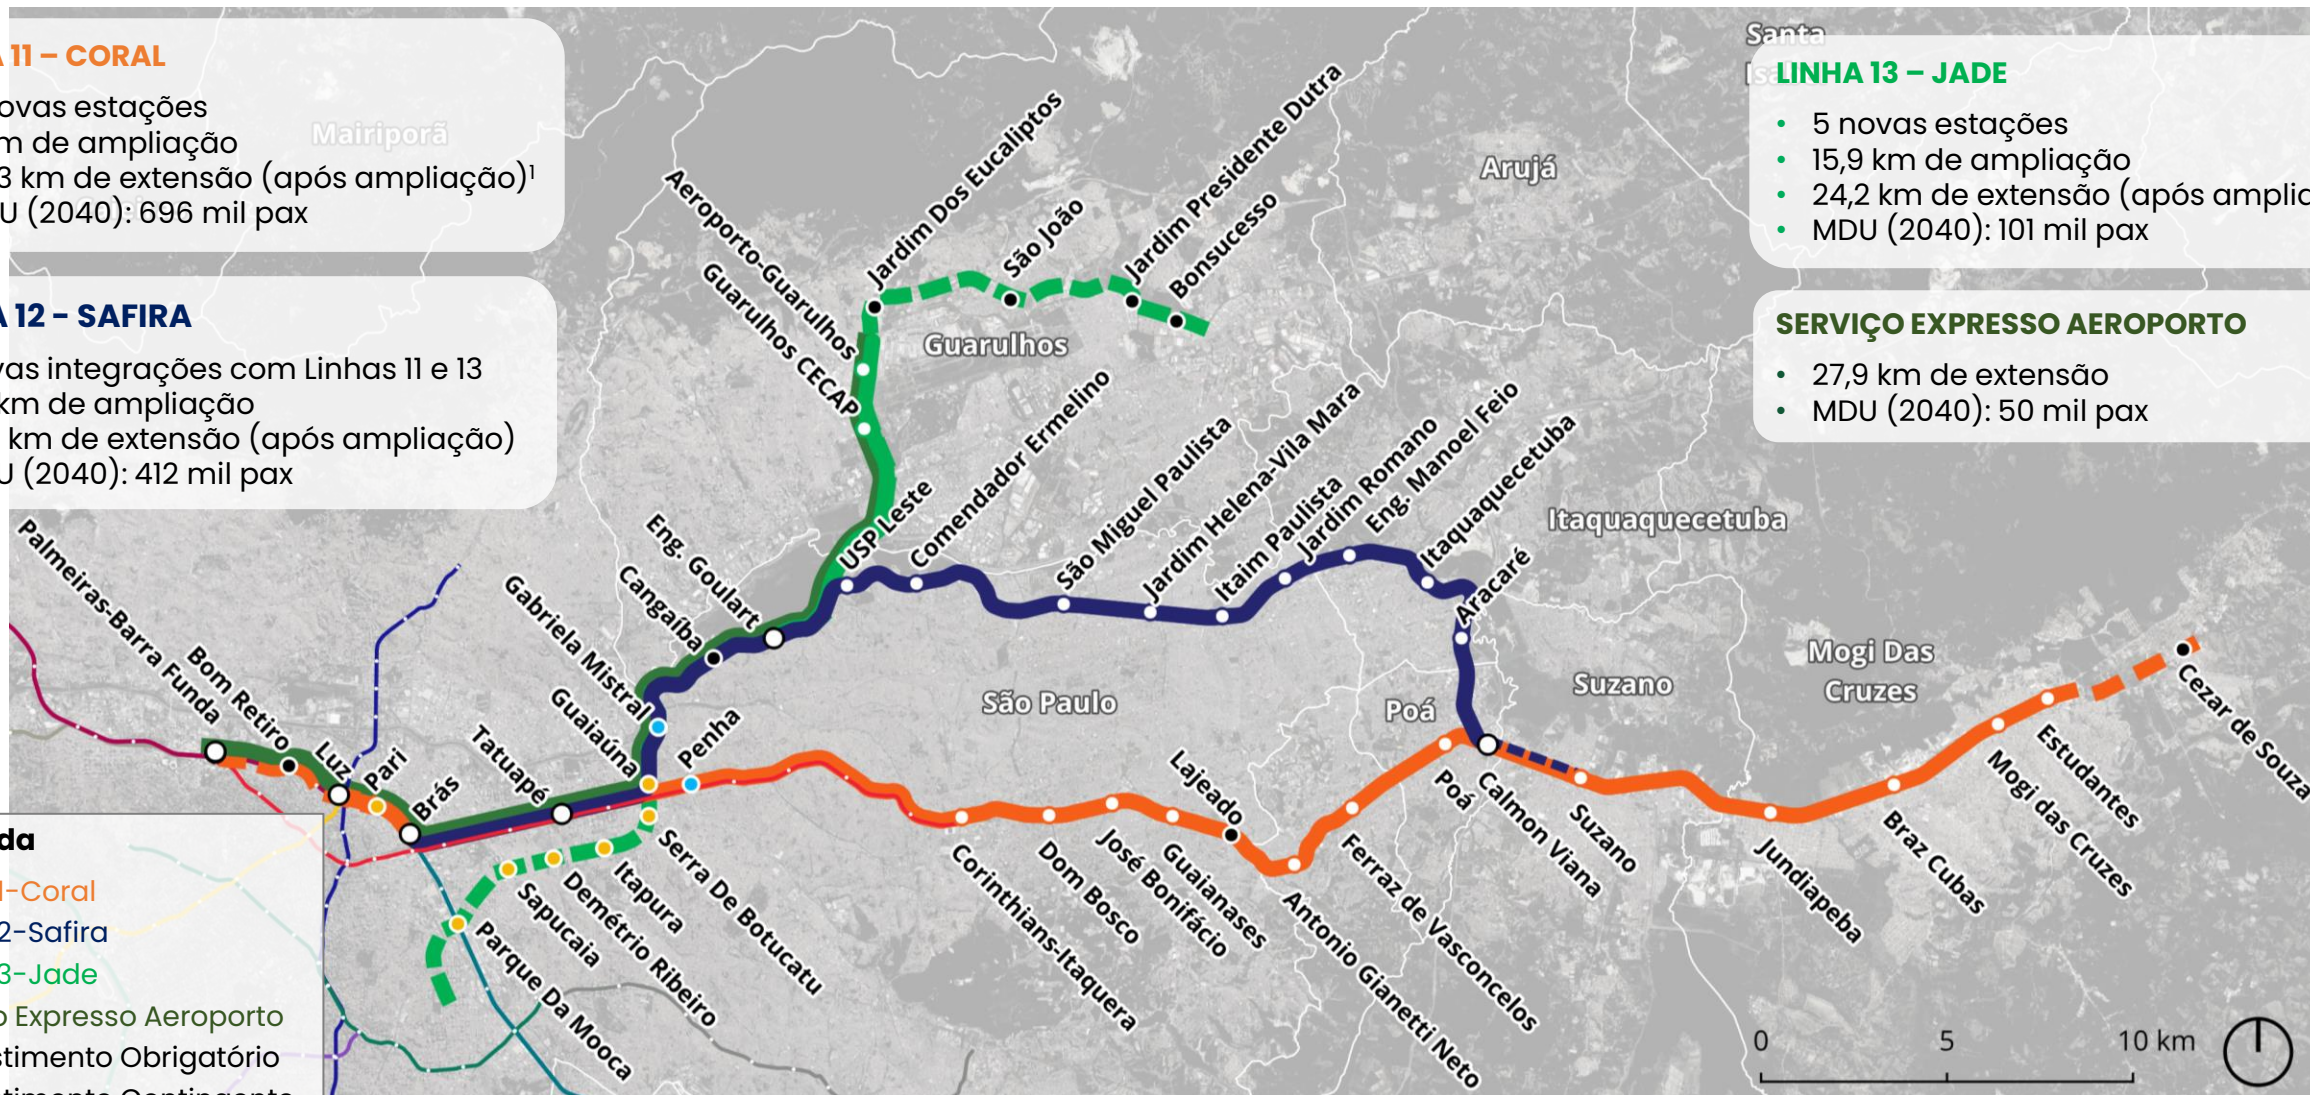 11 – CORAL
ovas estações
m de ampliação
3 km de extensão (após ampliação)¹
U (2040): 696 mil pax
12 - SAFIRA
vas integrações com Linhas 11 e 13
km de ampliação
km de extensão (após ampliação)
U (2040): 412 mil pax
LINHA 13 – JADE
• 5 novas estações
• 15,9 km de ampliação
• 24,2 km de extensão (após amplia
• MDU (2040): 101 mil pax
SERVIÇO EXPRESSO AEROPORTO
• 27,9 km de extensão
• MDU (2040): 50 mil pax
Santa
Mairiporã
Arujá
Guarulhos
Itaquaquecetuba
São Paulo
Poá
Suzano
Mogi Das
Cruzes
Jardim Dos Eucaliptos
São João
Jardim Presidente Dutra
Bonsucesso
Aeroporto-Guarulhos
Guarulhos CECAP
USP Leste
Comendador Ermelino
São Miguel Paulista
Jardim Helena-Vila Mara
Itaim Paulista
Jardim Romano
Eng. Manoel Feio
Itaquaquecetuba
Aracaré
Eng. Goulart
Cangaíba
Gabriela Mistral
Guaiaúna
Penha
Tatuapé
Palmeiras-Barra Funda
Bom Retiro
Luz
Pari
Brás
Serra De Botucatu
Itapura
Demétrio Ribeiro
Sapucaia
Parque Da Mooca
Corinthians-Itaquera
Dom Bosco
José Bonifácio
Guaianases
Lajeado
Antonio Gianetti Neto
Ferraz de Vasconcelos
Poá
Calmon Viana
Suzano
Jundiapeba
Braz Cubas
Mogi das Cruzes
Estudantes
Cezar de Souza
da
1-Coral
2-Safira
3-Jade
o Expresso Aeroporto
stimento Obrigatório
stimento Contingente
0 5 10 km